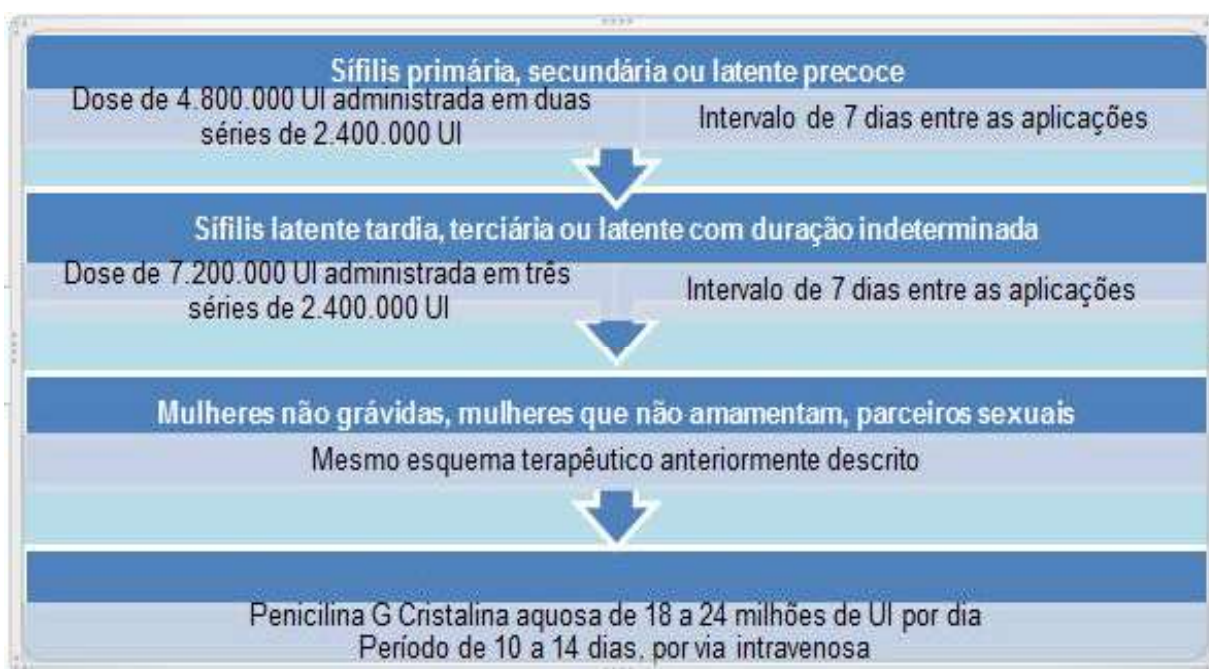 Sífilis primária, secundária ou latente precoce
Dose de 4.800.000 UI administrada em duas
séries de 2.400.000 UI
Intervalo de 7 dias entre as aplicações
Sífilis latente tardia, terciária ou latente com duração indeterminada
Dose de 7.200.000 UI administrada em três
séries de 2.400.000 UI
Intervalo de 7 dias entre as aplicações
Mulheres não grávidas, mulheres que não amamentam, parceiros sexuais
Mesmo esquema terapêutico anteriormente descrito
Penicilina G Cristalina aquosa de 18 a 24 milhões de UI por dia
Período de 10 a 14 dias, por via intravenosa